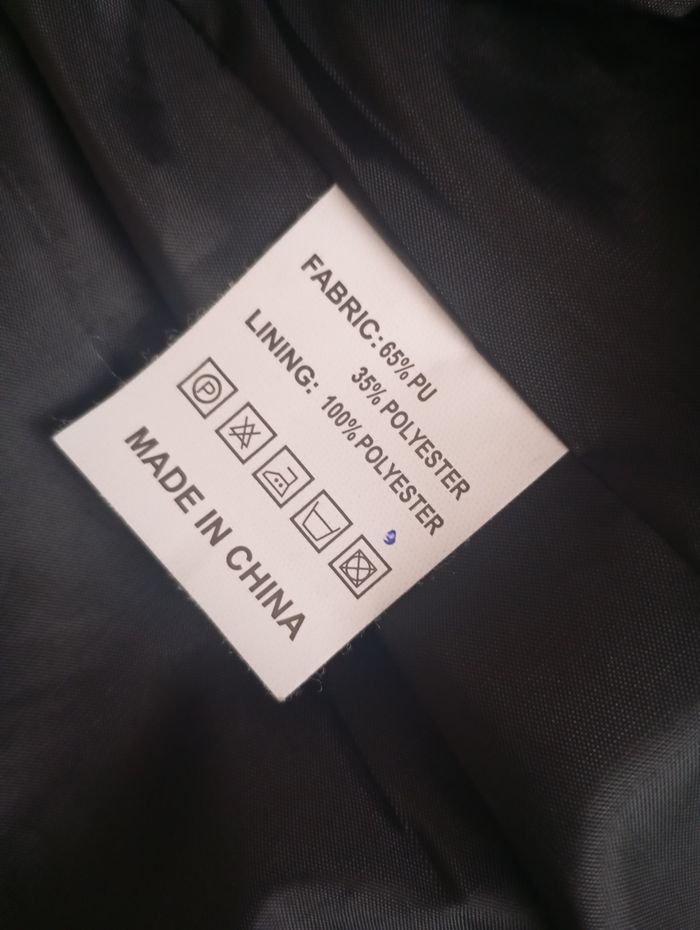 FABRIC: 65% PU
35% POLYESTER
LINING: 100% POLYESTER
P
MADE IN CHINA